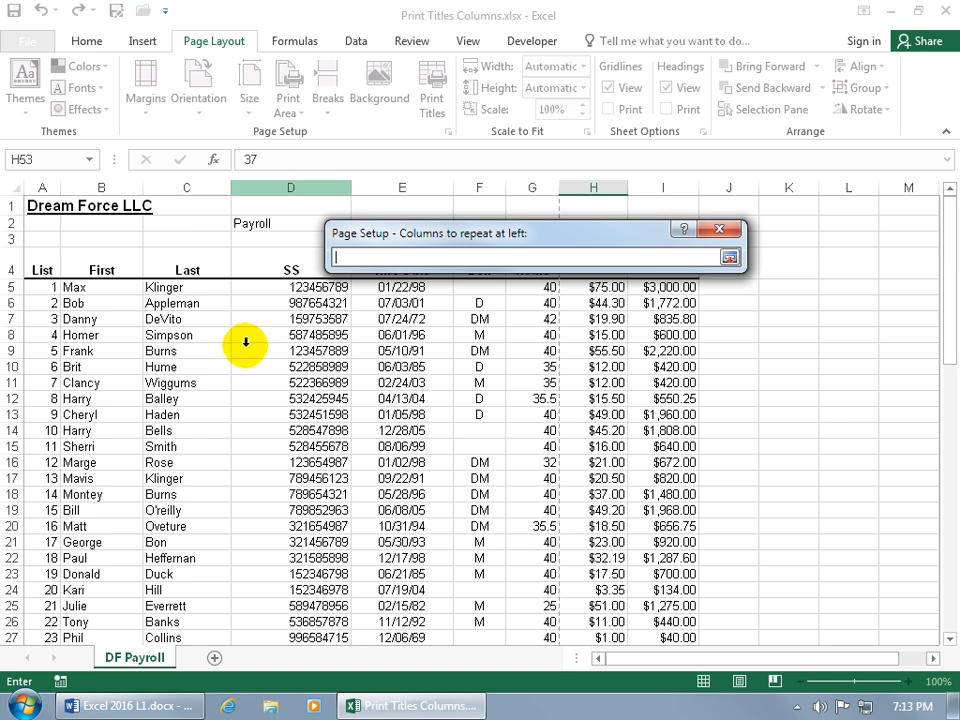 Print Titles Columns.xlsx - Excel
File Home Insert Page Layout Formulas Data Review View Developer Tell me what you want to do... Sign in Share
Colors Width: Automatic Gridlines Headings Bring Forward Align
Fonts Height: Automatic View View Send Backward Group
Themes Margins Orientation Size Print Area Breaks Background Print Titles
Effects Scale: 100% Print Print Selection Pane Rotate
Themes Page Setup Scale to Fit Sheet Options Arrange
H53 fx 37
A B C D E F G H I J K L M
1 Dream Force LLC
2 Payroll
Page Setup - Columns to repeat at left:
3
4 List First Last SS
5 1 Max Klinger 123456789 01/22/98 40 $75.00 $3,000.00
6 2 Bob Appleman 987654321 07/03/01 D 40 $44.30 $1,772.00
7 3 Danny DeVito 159753587 07/24/72 DM 42 $19.90 $835.80
8 4 Homer Simpson 587485895 06/01/96 M 40 $15.00 $600.00
9 5 Frank Burns 123457889 05/10/91 DM 40 $55.50 $2,220.00
10 6 Brit Hume 522858989 06/03/85 D 35 $12.00 $420.00
11 7 Clancy Wiggums 522366989 02/24/03 M 35 $12.00 $420.00
12 8 Harry Balley 532425945 04/13/04 D 35.5 $15.50 $550.25
13 9 Cheryl Haden 532451598 01/05/98 D 40 $49.00 $1,960.00
14 10 Harry Bells 528547898 12/28/05 40 $45.20 $1,808.00
15 11 Sherri Smith 528455678 08/06/99 40 $16.00 $640.00
16 12 Marge Rose 123654987 01/02/98 DM 32 $21.00 $672.00
17 13 Mavis Klinger 789456123 09/22/91 DM 40 $20.50 $820.00
18 14 Montey Burns 789654321 05/28/96 DM 40 $37.00 $1,480.00
19 15 Bill O'reilly 789852963 06/08/05 DM 40 $49.20 $1,968.00
20 16 Matt Oveture 321654987 10/31/94 DM 35.5 $18.50 $656.75
21 17 George Bon 321456789 05/30/93 M 40 $23.00 $920.00
22 18 Paul Heffernan 321585898 12/17/98 M 40 $32.19 $1,287.60
23 19 Donald Duck 152346798 06/21/85 M 40 $17.50 $700.00
24 20 Kari Hill 152346978 07/19/04 40 $3.35 $134.00
25 21 Julie Everrett 589478956 02/15/82 M 25 $51.00 $1,275.00
26 22 Tony Banks 536857878 11/12/92 M 40 $11.00 $440.00
27 23 Phil Collins 996584715 12/06/69 40 $1.00 $40.00
DF Payroll
Enter 100%
Excel 2016 L1.docx - ... Print Titles Columns.... 7:13 PM